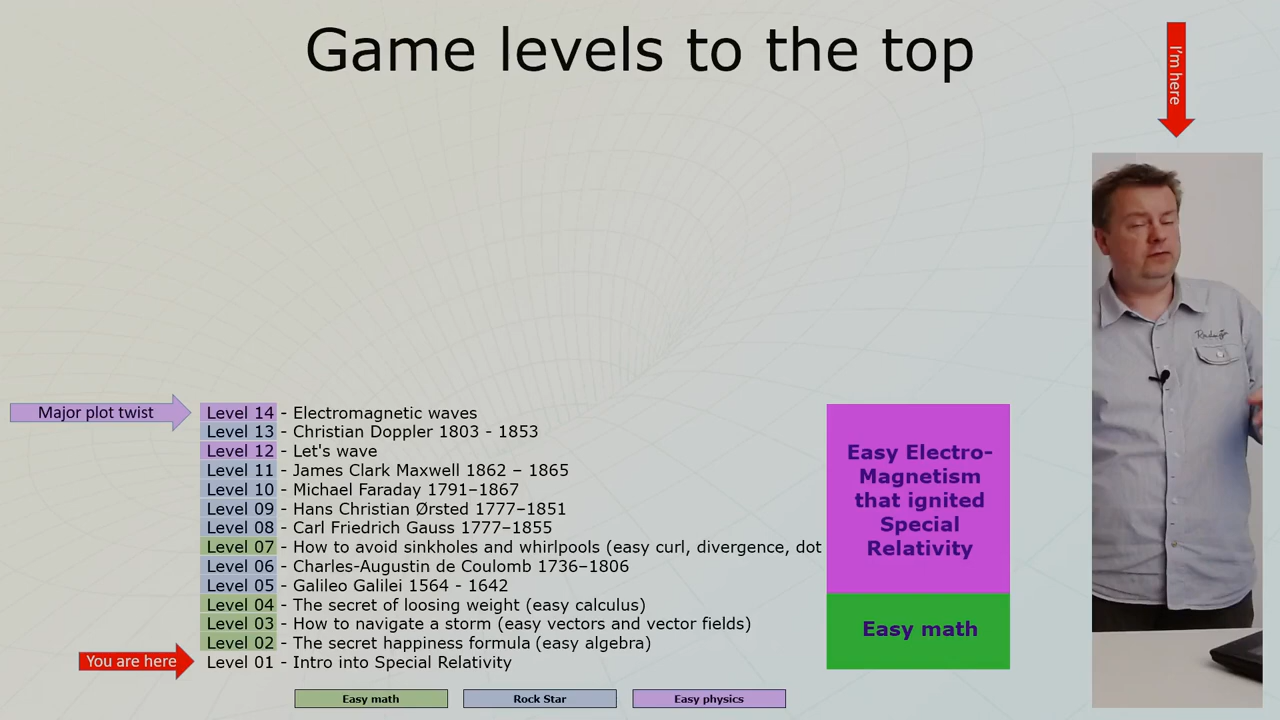 Game levels to the top
I'm here
Major plot twist
Level 14 - Electromagnetic waves
Level 13 - Christian Doppler 1803 - 1853
Level 12 - Let's wave
Level 11 - James Clark Maxwell 1862 – 1865
Level 10 - Michael Faraday 1791–1867
Level 09 - Hans Christian Ørsted 1777–1851
Level 08 - Carl Friedrich Gauss 1777–1855
Level 07 - How to avoid sinkholes and whirlpools (easy curl, divergence, dot
Level 06 - Charles-Augustin de Coulomb 1736–1806
Level 05 - Galileo Galilei 1564 - 1642
Level 04 - The secret of loosing weight (easy calculus)
Level 03 - How to navigate a storm (easy vectors and vector fields)
Level 02 - The secret happiness formula (easy algebra)
You are here
Level 01 - Intro into Special Relativity
Easy Electro-
Magnetism
that ignited
Special
Relativity
Easy math
Easy math
Rock Star
Easy physics